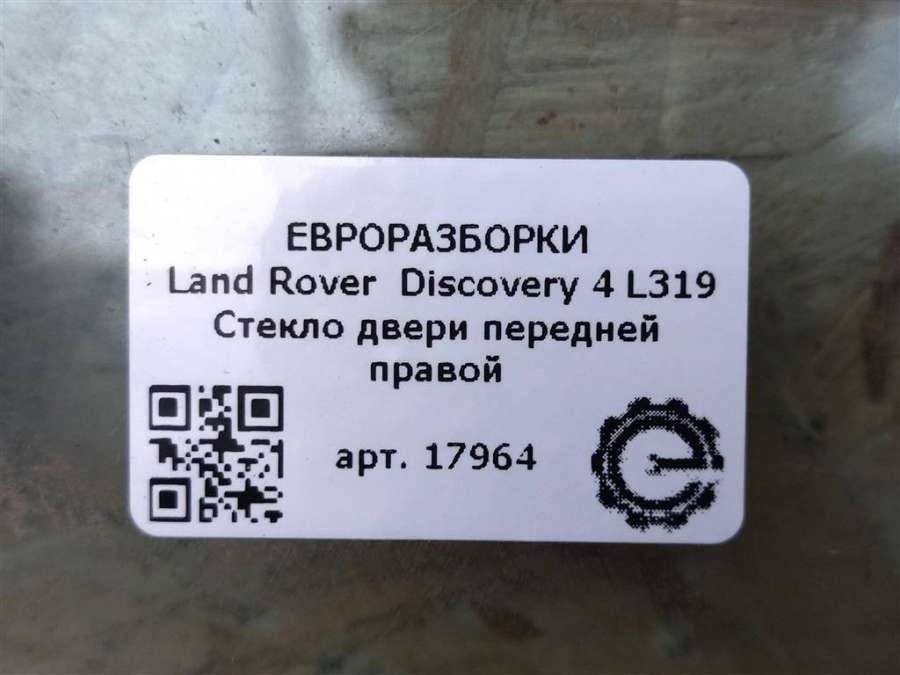 ЕВРОРАЗБОРКИ
Land Rover Discovery 4 L319
Стекло двери передней
правой
арт. 17964